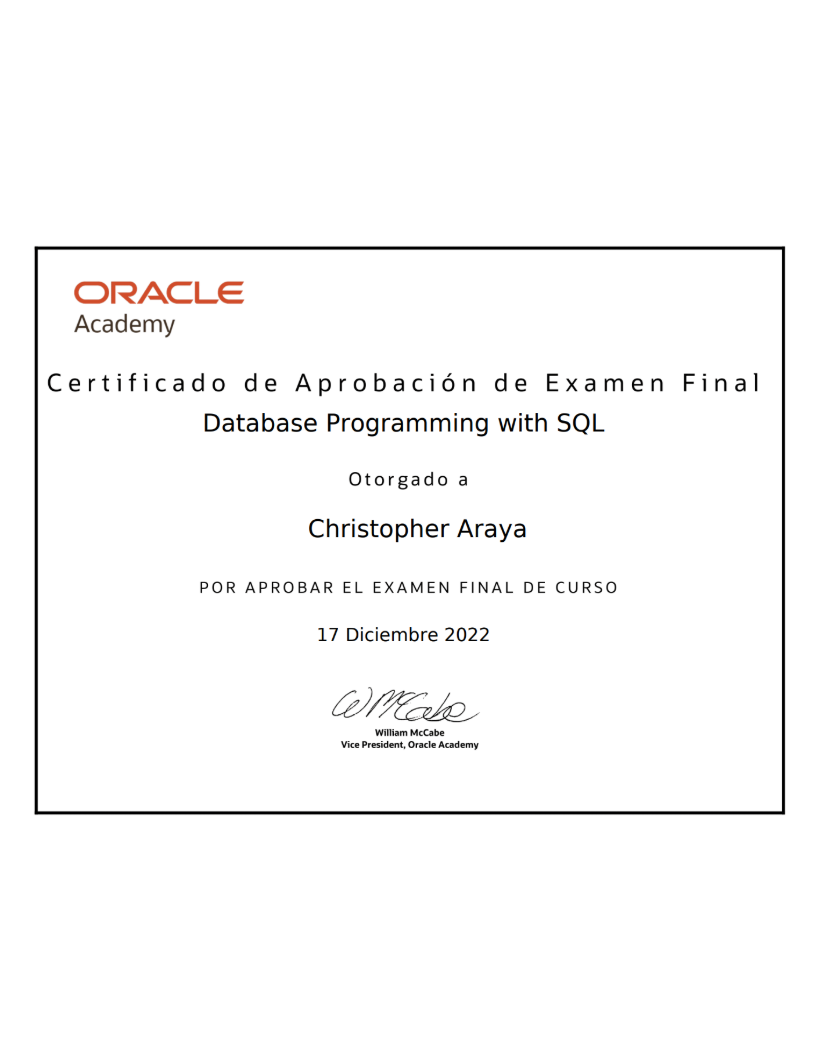 ORACLE
Academy
Certificado de Aprobación de Examen Final
Database Programming with SQL
Otorgado a
Christopher Araya
POR APROBAR EL EXAMEN FINAL DE CURSO
17 Diciembre 2022
WMcCabe
William McCabe
Vice President, Oracle Academy